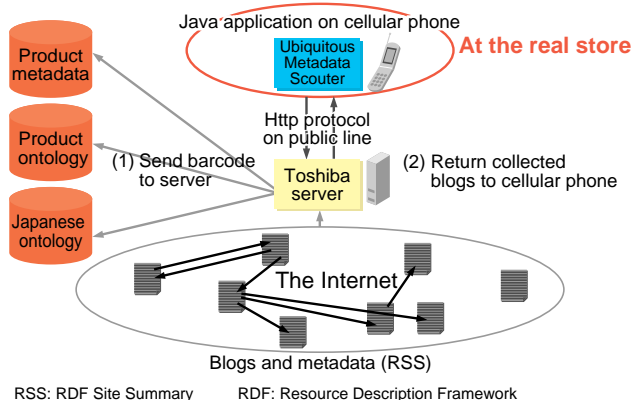 Java application on cellular phone
Ubiquitous
Metadata
Scouter
At the real store
Product
metadata
Product
ontology
Japanese
ontology
Http protocol
on public line
(1) Send barcode
to server
Toshiba
server
(2) Return collected
blogs to cellular phone
The Internet
Blogs and metadata (RSS)
RSS: RDF Site Summary
RDF: Resource Description Framework